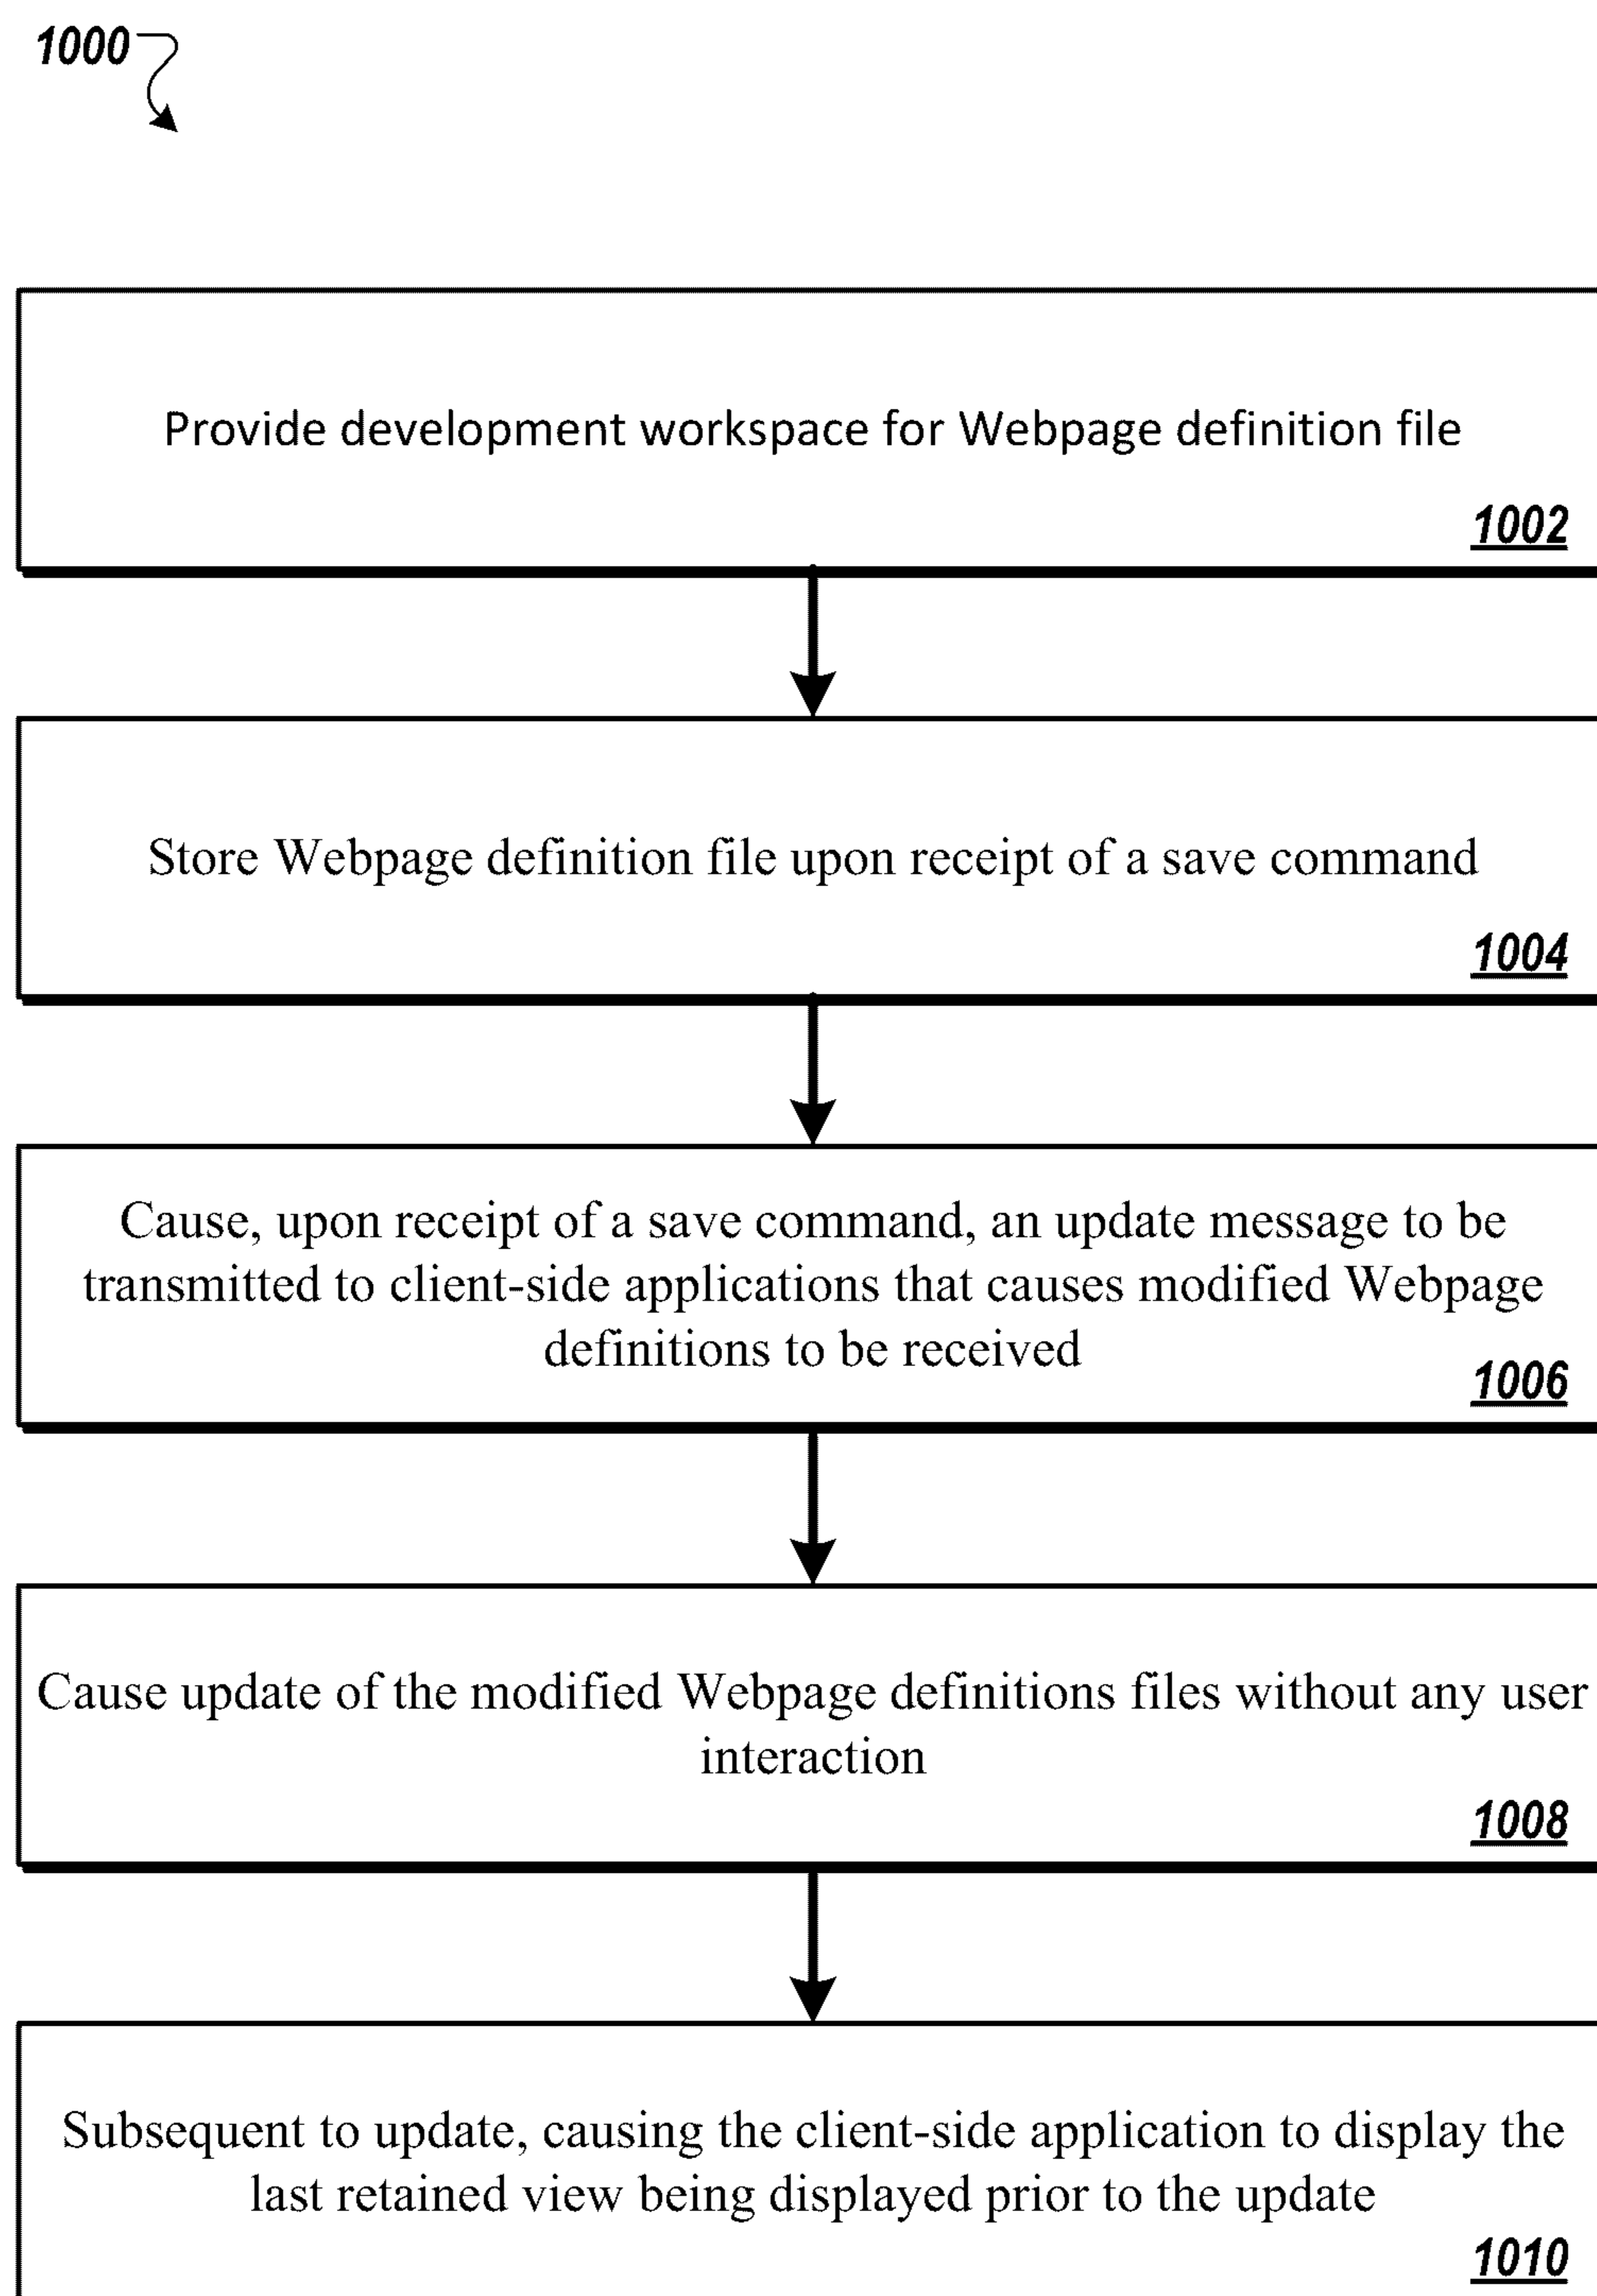 1000
Provide development workspace for Webpage definition file
1002
Store Webpage definition file upon receipt of a save command
1004
Cause, upon receipt of a save command, an update message to be
transmitted to client-side applications that causes modified Webpage
definitions to be received
1006
Cause update of the modified Webpage definitions files without any user
interaction
1008
Subsequent to update, causing the client-side application to display the
last retained view being displayed prior to the update
1010